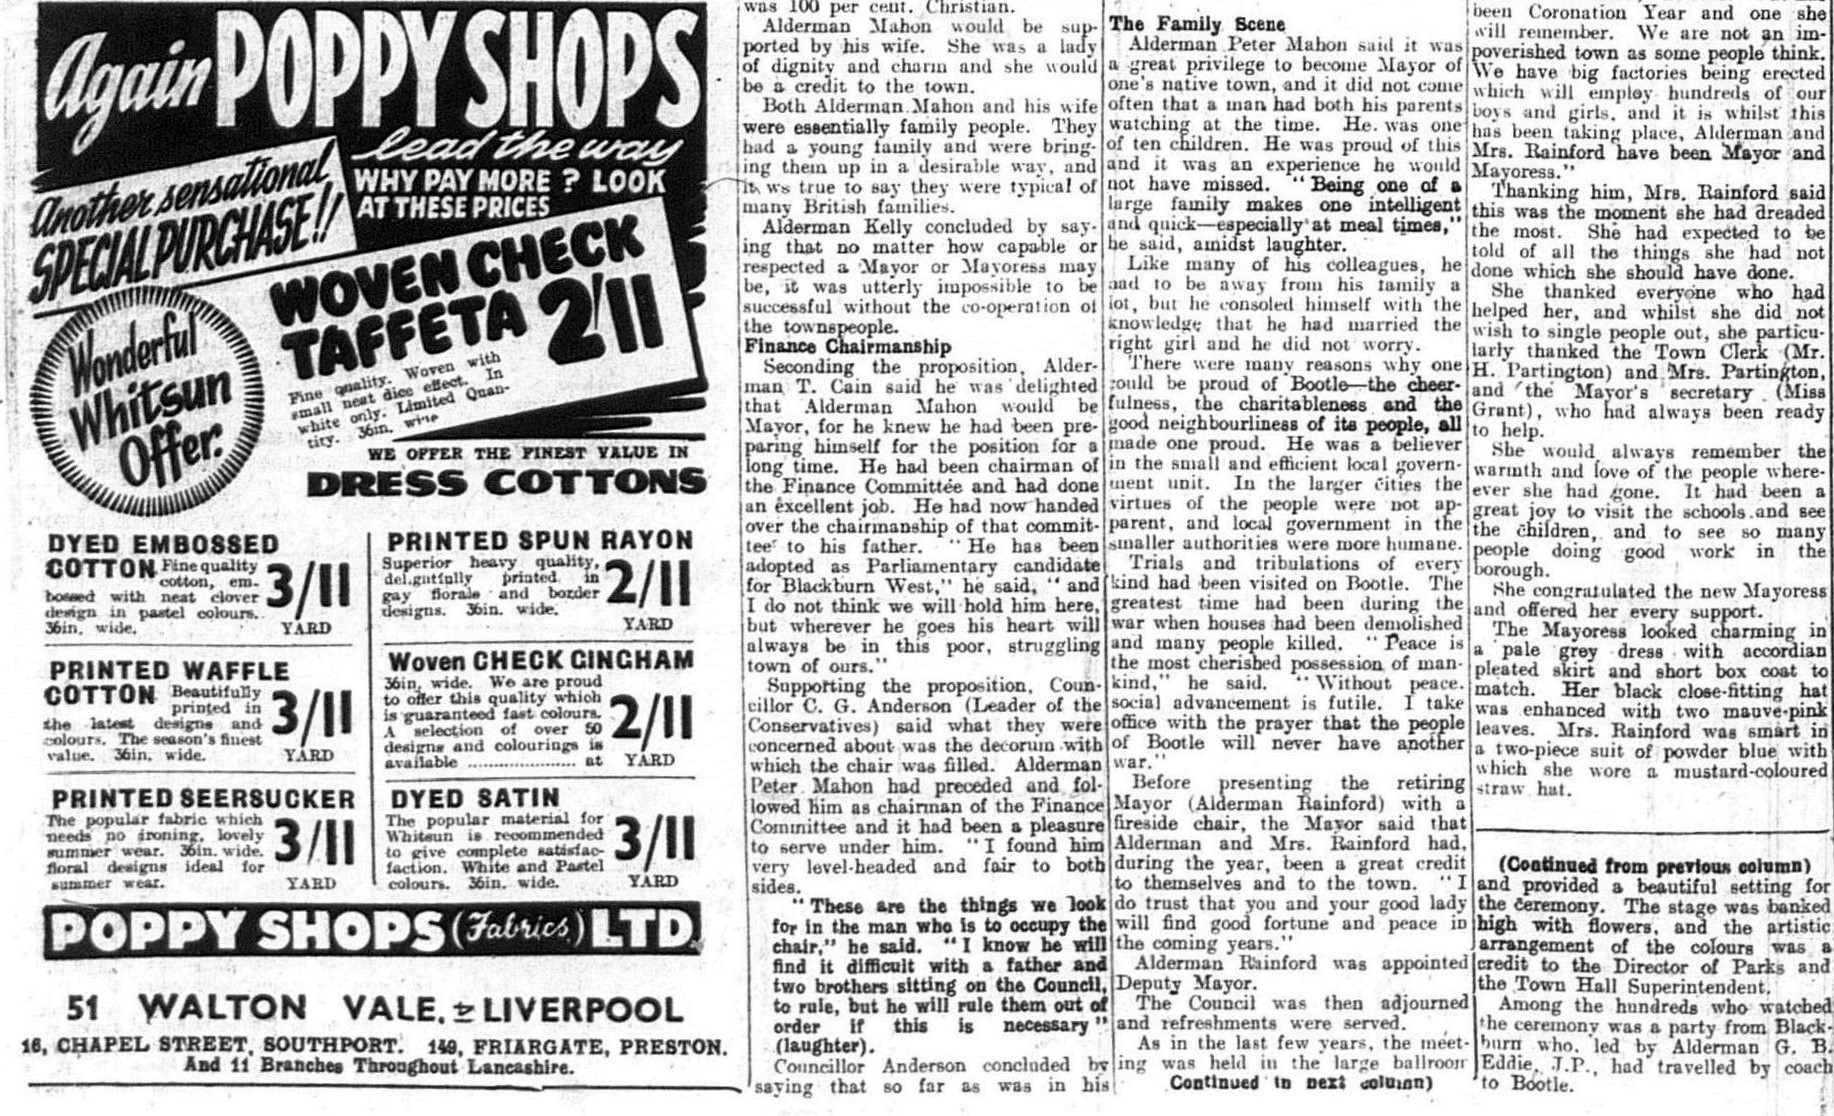 Again POPPY SHOPS
lead the way
Another sensational
SPECIAL PURCHASE!!
WHY PAY MORE ? LOOK
AT THESE PRICES
Wonderful
Whitsun
Offer.
WOVEN CHECK
TAFFETA 2/11
Fine quality. Woven with
small neat dice effect. In
white only. Limited Quan-
tity. 36in. wide
WE OFFER THE FINEST VALUE IN
DRESS COTTONS
DYED EMBOSSED
COTTON Fine quality
cotton, em-
bossed with neat clover
design in pastel colours.
36in. wide.
3/11
YARD
PRINTED WAFFLE
COTTON Beautifully
printed in
the latest designs and
colours. The season's finest
value. 36in. wide.
3/11
YARD
PRINTED SEERSUCKER
The popular fabric which
needs no ironing, lovely
summer wear. 36in. wide.
floral designs ideal for
summer wear.
3/11
YARD
PRINTED SPUN RAYON
Superior heavy quality,
delightfully printed in
gay florals and border
designs. 36in. wide.
2/11
YARD
Woven CHECK GINGHAM
36in. wide. We are proud
to offer this quality which
is guaranteed fast colours.
A selection of over 50
designs and colourings is
available ..................... at
2/11
YARD
DYED SATIN
The popular material for
Whitsun is recommended
to give complete satisfac-
faction. White and Pastel
colours. 36in. wide.
3/11
YARD
POPPY SHOPS (Fabrics) LTD.
51 WALTON VALE, LIVERPOOL
16, CHAPEL STREET, SOUTHPORT. 149, FRIARGATE, PRESTON.
And 11 Branches Throughout Lancashire.
was 100 per cent. Christian.
Alderman Mahon would be sup-
ported by his wife. She was a lady
of dignity and charm and she would
be a credit to the town.
Both Alderman Mahon and his wife
were essentially family people. They
had a young family and were bring-
ing them up in a desirable way, and
it ws true to say they were typical of
many British families.
Alderman Kelly concluded by say-
ing that no matter how capable or
respected a Mayor or Mayoress may
be, it was utterly impossible to be
successful without the co-operation of
the townspeople.
Finance Chairmanship
Seconding the proposition, Alder-
man T. Cain said he was delighted
that Alderman Mahon would be
Mayor, for he knew he had been pre-
paring himself for the position for a
long time. He had been chairman of
the Finance Committee and had done
an excellent job. He had now handed
over the chairmanship of that commit-
tee to his father. "He has been
adopted as Parliamentary candidate
for Blackburn West," he said, "and
I do not think we will hold him here,
but wherever he goes his heart will
always be in this poor, struggling
town of ours."
Supporting the proposition, Coun-
cillor C. G. Anderson (Leader of the
Conservatives) said what they were
concerned about was the decorum with
which the chair was filled. Alderman
Peter Mahon had preceded and fol-
lowed him as chairman of the Finance
Committee and it had been a pleasure
to serve under him. "I found him
very level-headed and fair to both
sides.
"These are the things we look
for in the man who is to occupy the
chair," he said. "I know he will
find it difficult with a father and
two brothers sitting on the Council,
to rule, but he will rule them out of
order if this is necessary"
(laughter).
Councillor Anderson concluded by
saying that so far as was in his
The Family Scene
Alderman Peter Mahon said it was
a great privilege to become Mayor of
one's native town, and it did not come
often that a man had both his parents
watching at the time. He was one
of ten children. He was proud of this
and it was an experience he would
not have missed. "Being one of a
large family makes one intelligent
and quick—especially at meal times,"
he said, amidst laughter.
Like many of his colleagues, he
had to be away from his family a
lot, but he consoled himself with the
knowledge that he had married the
right girl and he did not worry.
There were many reasons why one
could be proud of Bootle—the cheer-
fulness, the charitableness and the
good neighbourliness of its people, all
made one proud. He was a believer
in the small and efficient local govern-
ment unit. In the larger cities the
virtues of the people were not ap-
parent, and local government in the
smaller authorities were more humane.
Trials and tribulations of every
kind had been visited on Bootle. The
greatest time had been during the
war when houses had been demolished
and many people killed. "Peace is
the most cherished possession of man-
kind," he said. "Without peace.
social advancement is futile. I take
office with the prayer that the people
of Bootle will never have another
war."
Before presenting the retiring
Mayor (Alderman Rainford) with a
fireside chair, the Mayor said that
Alderman and Mrs. Rainford had,
during the year, been a great credit
to themselves and to the town. "I
do trust that you and your good lady
will find good fortune and peace in
the coming years."
Alderman Rainford was appointed
Deputy Mayor.
The Council was then adjourned
and refreshments were served.
As in the last few years, the meet-
ing was held in the large ballroom
Continued in next column)
been Coronation Year and one she
will remember. We are not an im-
poverished town as some people think.
We have big factories being erected
which will employ hundreds of our
boys and girls, and it is whilst this
has been taking place, Alderman and
Mrs. Rainford have been Mayor and
Mayoress."
Thanking him, Mrs. Rainford said
this was the moment she had dreaded
the most. She had expected to be
told of all the things she had not
done which she should have done.
She thanked everyone who had
helped her, and whilst she did not
wish to single people out, she particu-
larly thanked the Town Clerk (Mr.
H. Partington) and Mrs. Partington,
and the Mayor's secretary (Miss
Grant), who had always been ready
to help.
She would always remember the
warmth and love of the people where-
ever she had gone. It had been a
great joy to visit the schools and see
the children, and to see so many
people doing good work in the
borough.
She congratulated the new Mayoress
and offered her every support.
The Mayoress looked charming in
a pale grey dress with accordian
pleated skirt and short box coat to
match. Her black close-fitting hat
was enhanced with two mauve-pink
leaves. Mrs. Rainford was smart in
a two-piece suit of powder blue with
which she wore a mustard-coloured
straw hat.
(Continued from previous column)
and provided a beautiful setting for
the ceremony. The stage was banked
high with flowers, and the artistic
arrangement of the colours was a
credit to the Director of Parks and
the Town Hall Superintendent.
Among the hundreds who watched
the ceremony was a party from Black-
burn who, led by Alderman G. B.
Eddie, J.P., had travelled by coach
to Bootle.